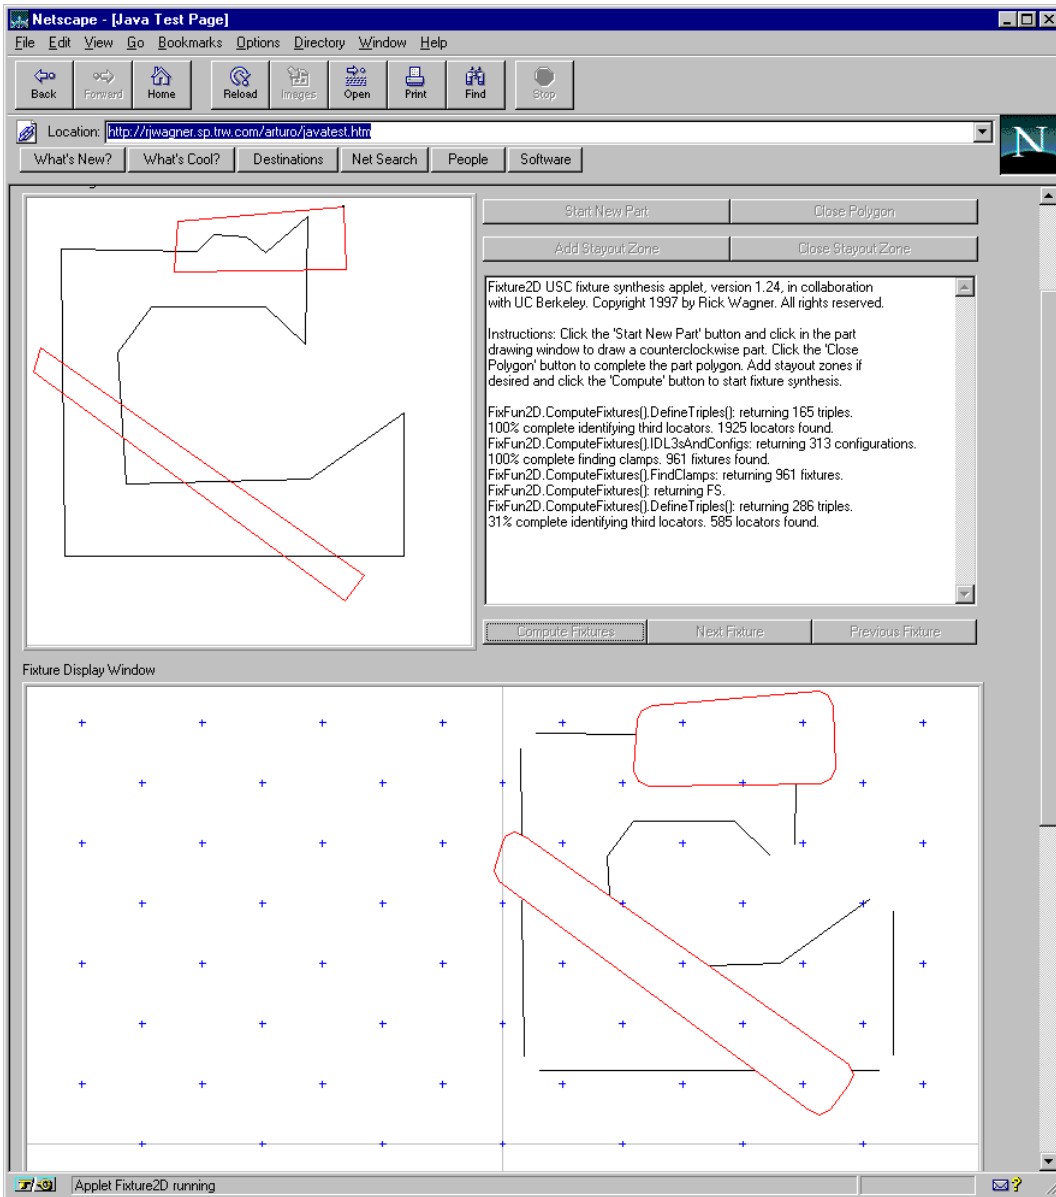 Netscape - [Java Test Page]
File Edit View Go Bookmarks Options Directory Window Help
Back Forward Home Reload Images Open Print Find Stop
Location: http://rjwagner.sp.trw.com/arturo/javatest.htm
N
What's New? What's Cool? Destinations Net Search People Software
Start New Part Close Polygon
Add Stayout Zone Close Stayout Zone
Fixture2D USC fixture synthesis applet, version 1.24, in collaboration
with UC Berkeley. Copyright 1997 by Rick Wagner. All rights reserved.
Instructions: Click the 'Start New Part' button and click in the part
drawing window to draw a counterclockwise part. Click the 'Close
Polygon' button to complete the part polygon. Add stayout zones if
desired and click the 'Compute' button to start fixture synthesis.
FixFun2D.ComputeFixtures().DefineTriples(): returning 165 triples.
100% complete identifying third locators. 1925 locators found.
FixFun2D.ComputeFixtures().IDL3sAndConfigs: returning 313 configurations.
100% complete finding clamps. 961 fixtures found.
FixFun2D.ComputeFixtures().FindClamps: returning 961 fixtures.
FixFun2D.ComputeFixtures(): returning FS.
FixFun2D.ComputeFixtures().DefineTriples(): returning 286 triples.
31% complete identifying third locators. 585 locators found.
Compute Fixtures Next Fixture Previous Fixture
Fixture Display Window
Applet Fixture2D running